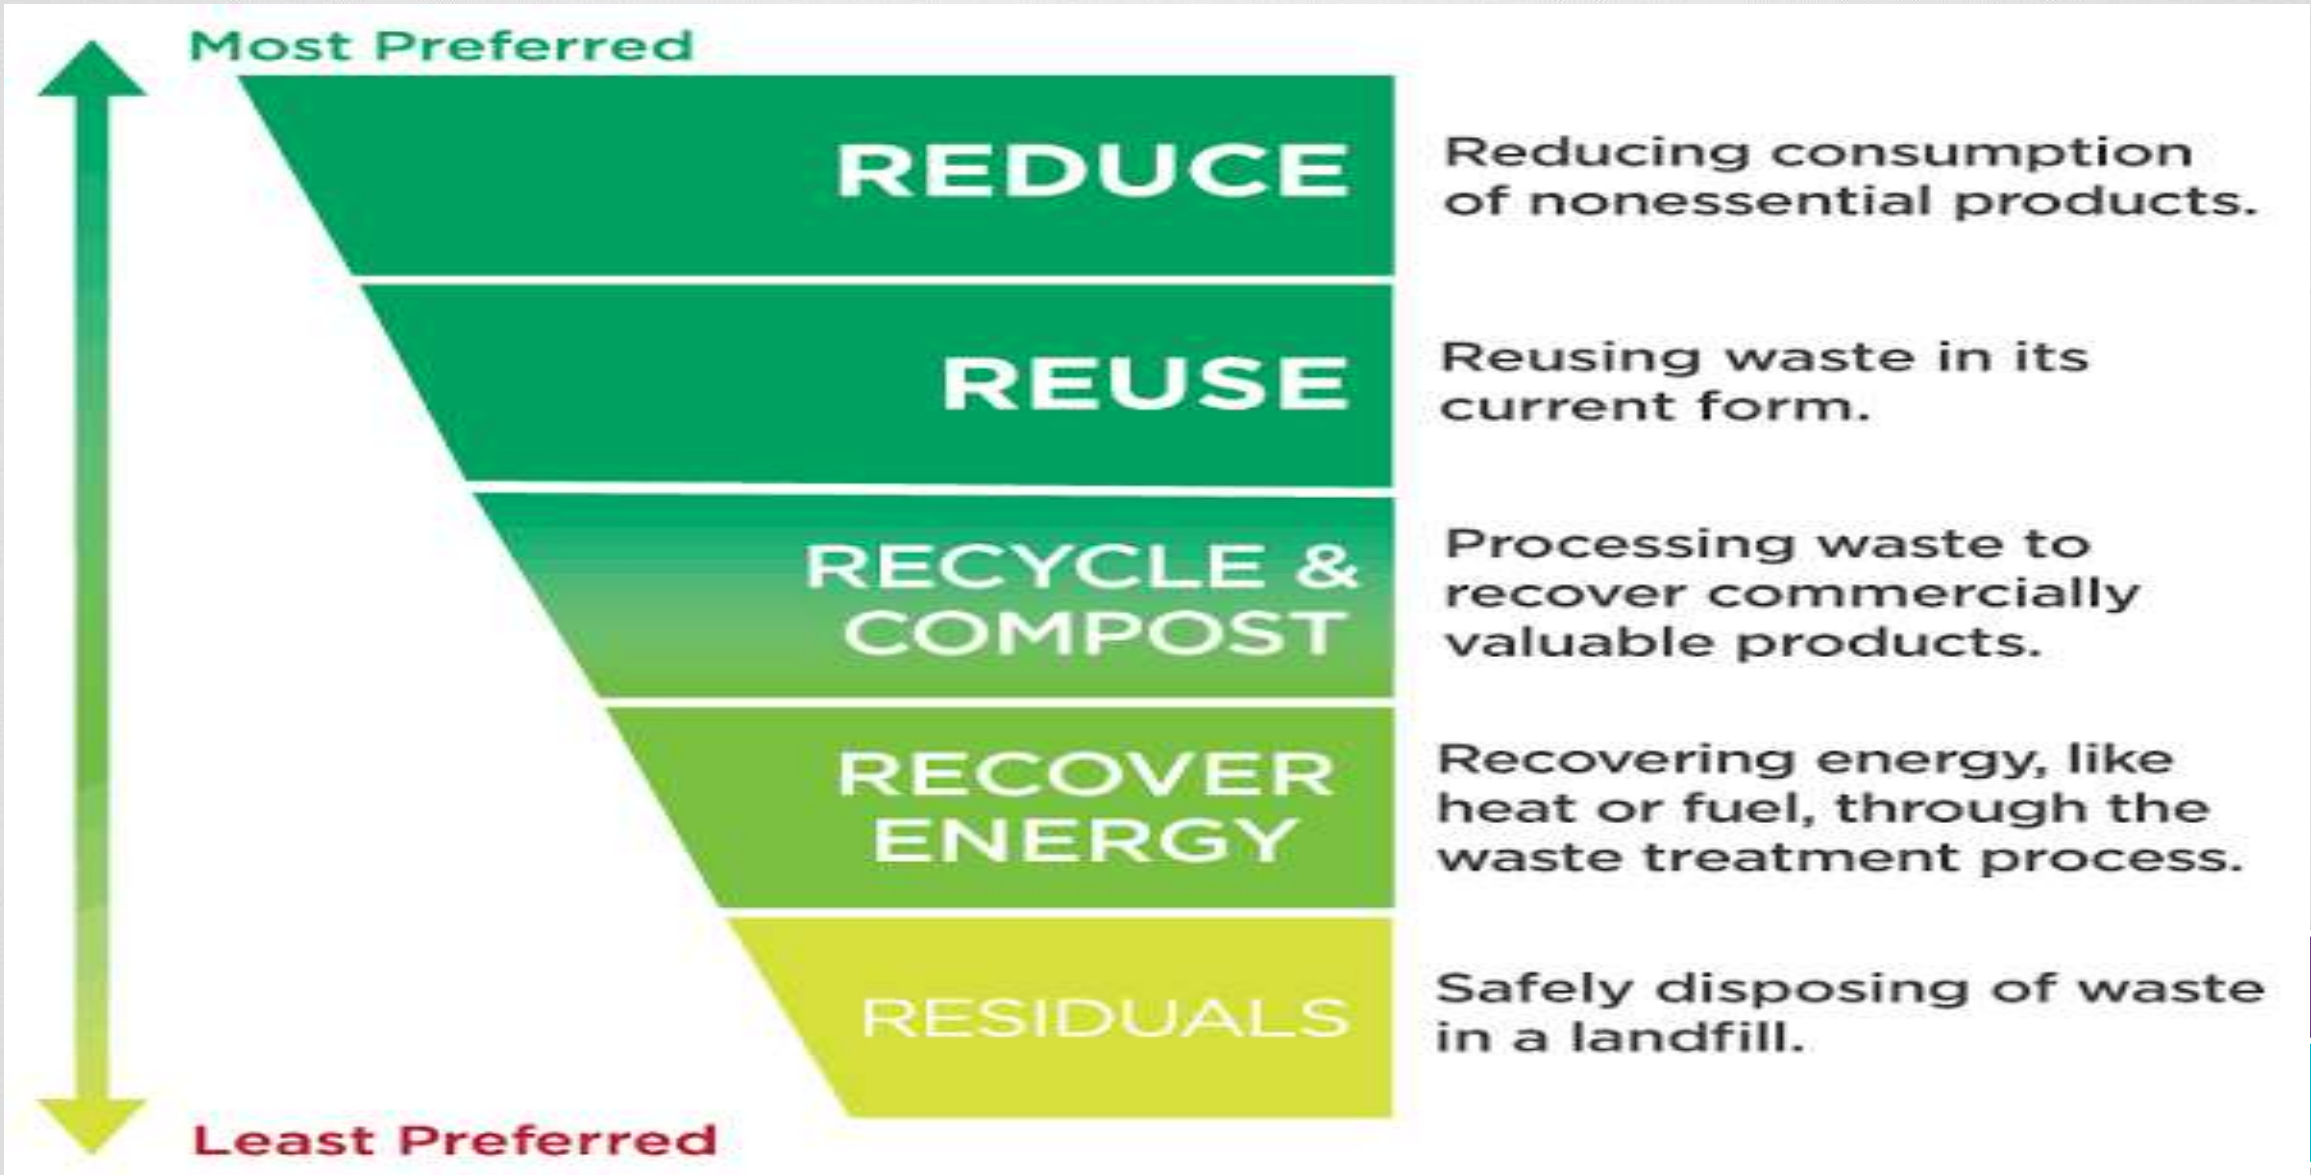 Most Preferred
REDUCE
Reducing consumption
of nonessential products.
REUSE
Reusing waste in its
current form.
RECYCLE &
COMPOST
Processing waste to
recover commercially
valuable products.
RECOVER
ENERGY
Recovering energy, like
heat or fuel, through the
waste treatment process.
RESIDUALS
Safely disposing of waste
in a landfill.
Least Preferred